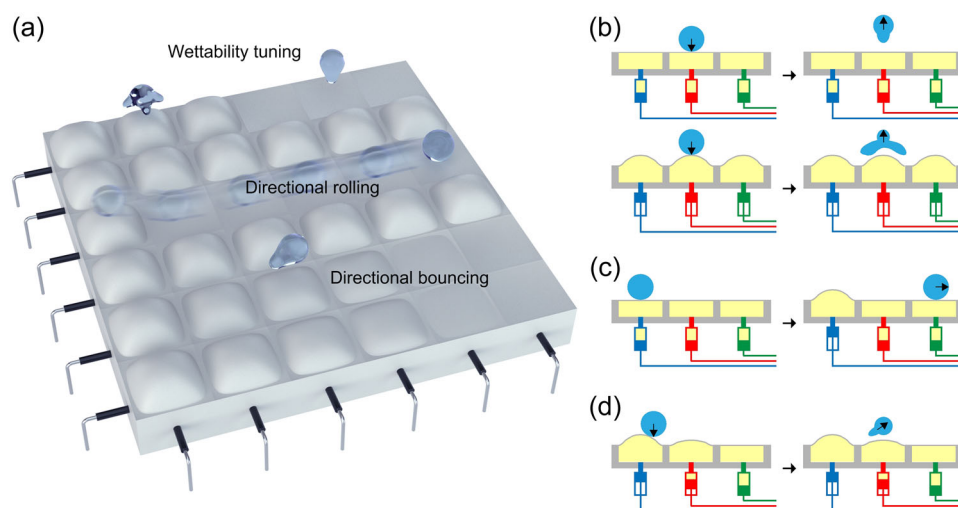 (a)
Wettability tuning
Directional rolling
Directional bouncing
(b)
(c)
(d)